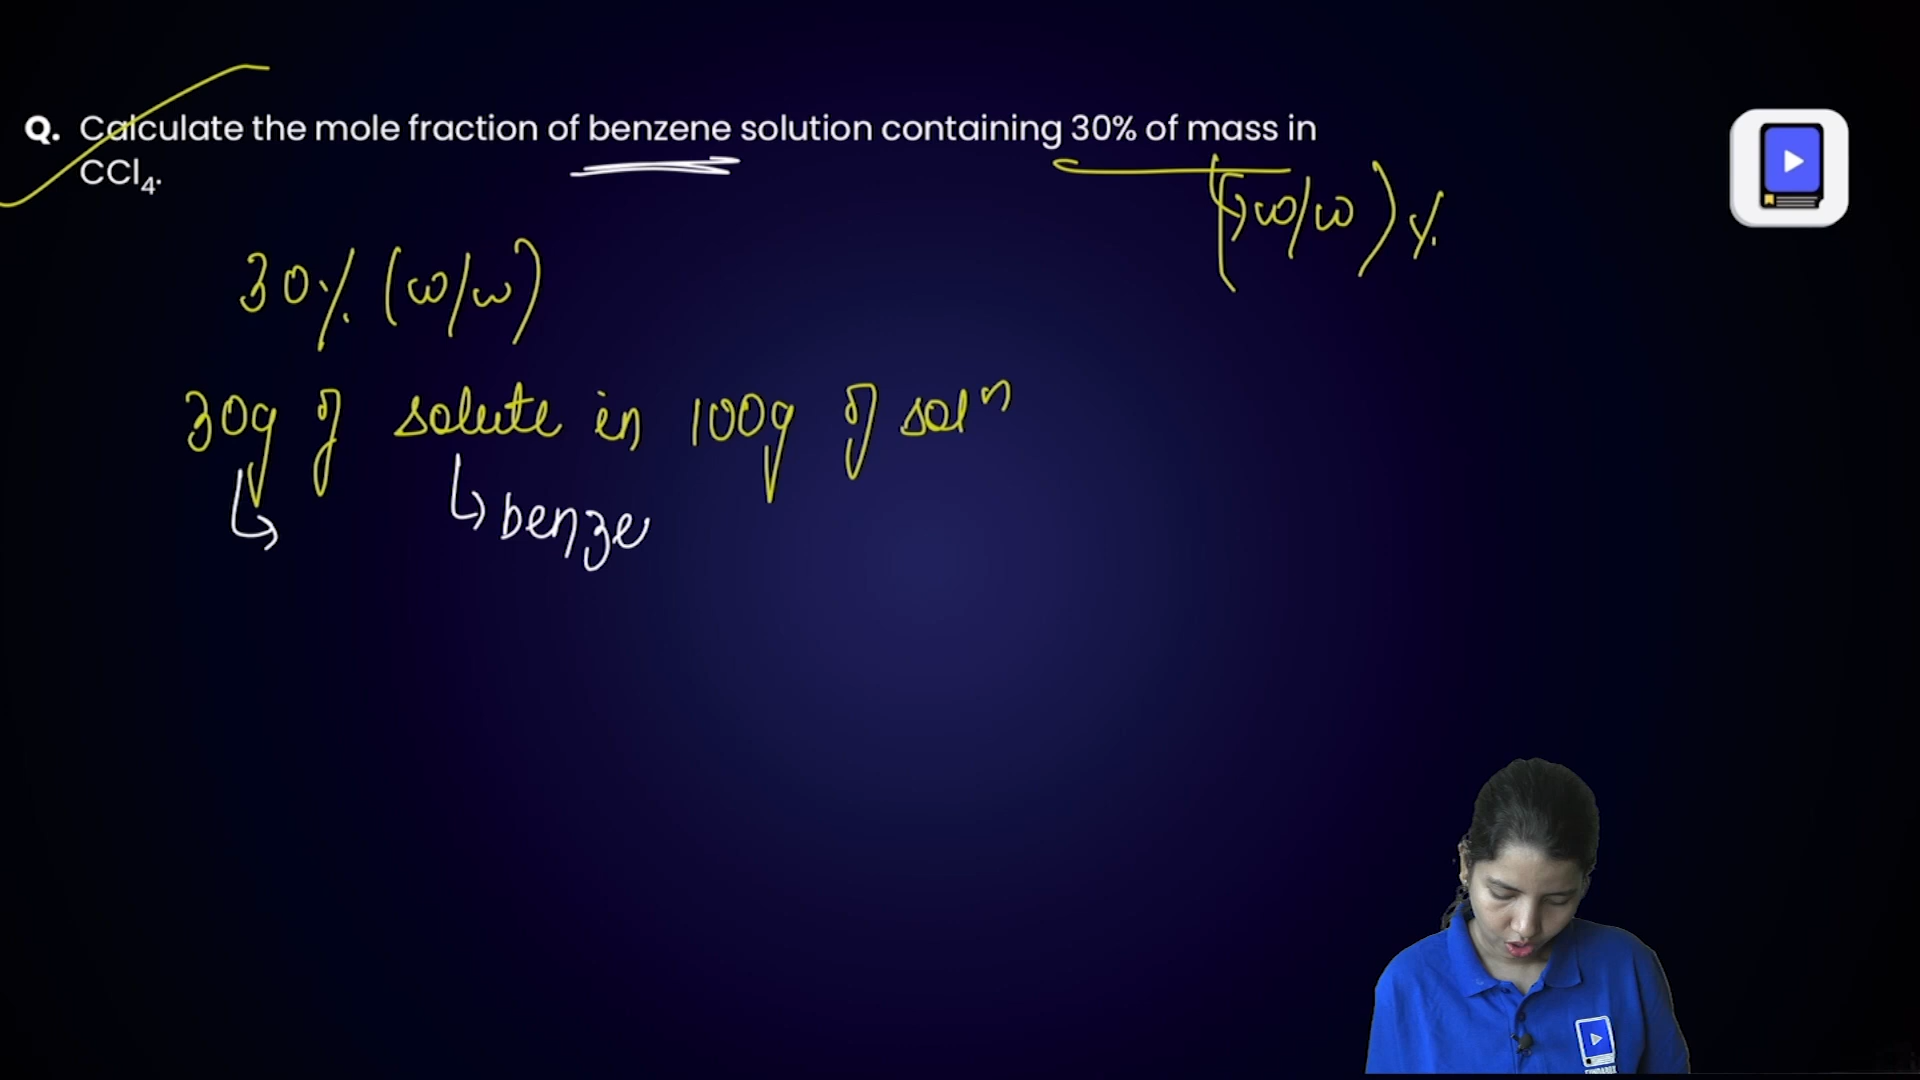 Q. Calculate the mole fraction of benzene solution containing 30% of mass in
CCl₄.
(w/w) %
30% (w/w)
30g of solute in 100g of solⁿ
↳ ↳ benze